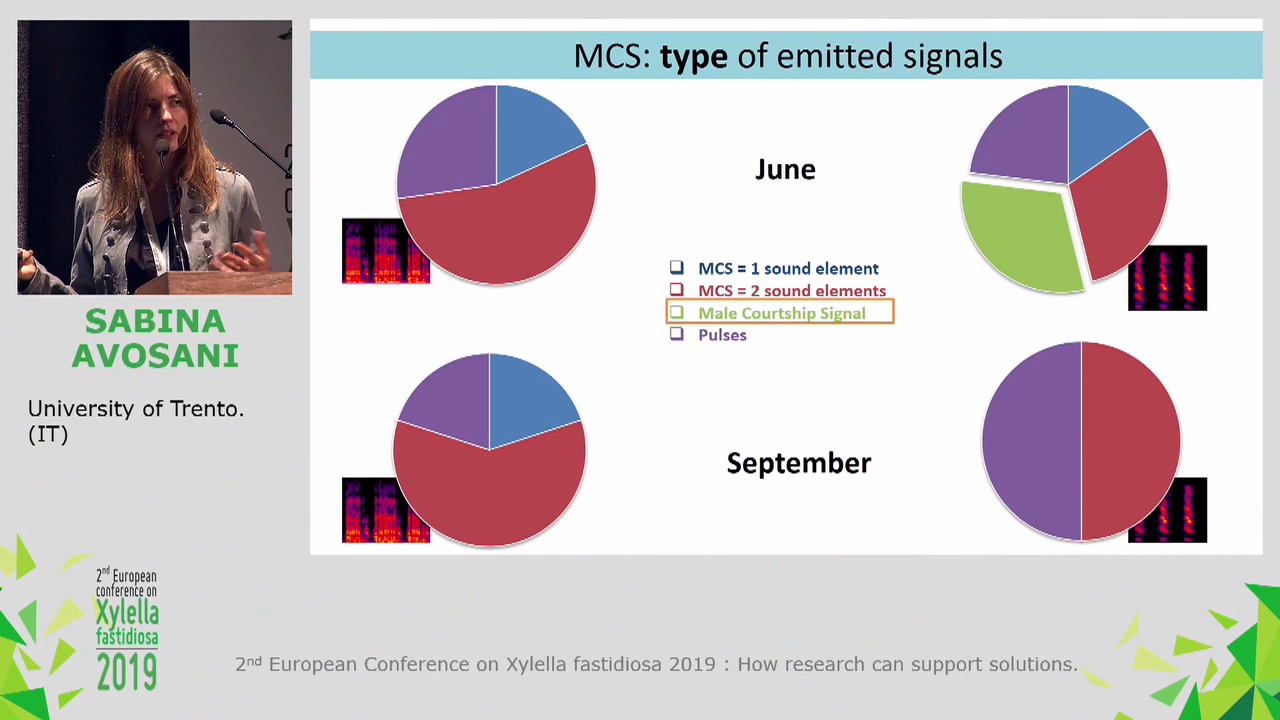 MCS: type of emitted signals
June
❑ MCS = 1 sound element
❑ MCS = 2 sound elements
❑ Male Courtship Signal
❑ Pulses
September
SABINA
AVOSANI
University of Trento.
(IT)
2nd European
conference on
Xylella
fastidiosa
2019
2nd European Conference on Xylella fastidiosa 2019 : How research can support solutions.